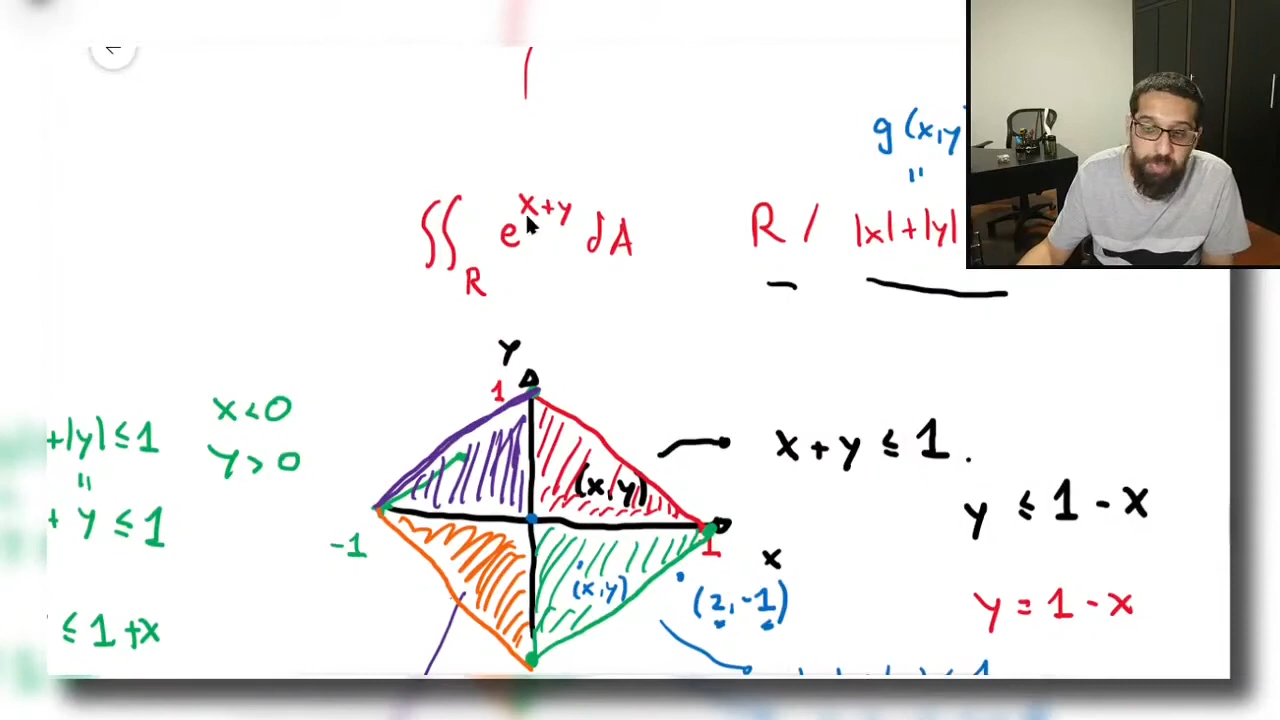 g (x,y
"
∬_R e^{x+y} dA R / |x|+|y|
y
1
x<0
+|y| ≤ 1
y > 0
x + y ≤ 1.
(x,y)
"
y ≤ 1 - x
+ y ≤ 1
-1
1
x
(x,y)
(2,-1)
y = 1 - x
≤ 1 + x